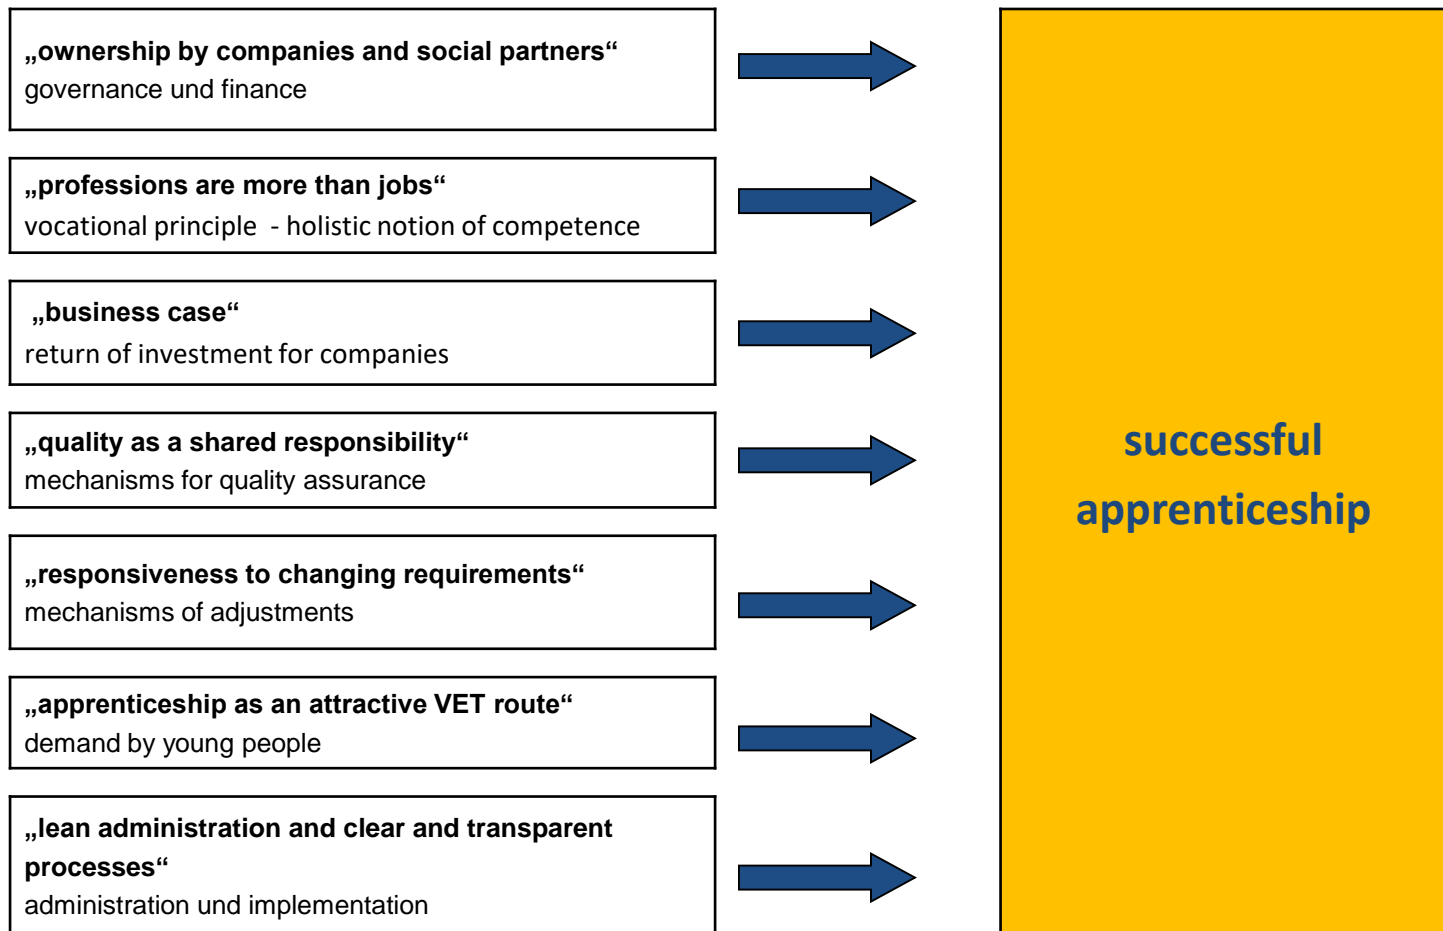 „ownership by companies and social partners“
governance und finance
„professions are more than jobs“
vocational principle - holistic notion of competence
„business case“
return of investment for companies
„quality as a shared responsibility“
mechanisms for quality assurance
„responsiveness to changing requirements“
mechanisms of adjustments
„apprenticeship as an attractive VET route“
demand by young people
„lean administration and clear and transparent
processes“
administration und implementation
successful
apprenticeship